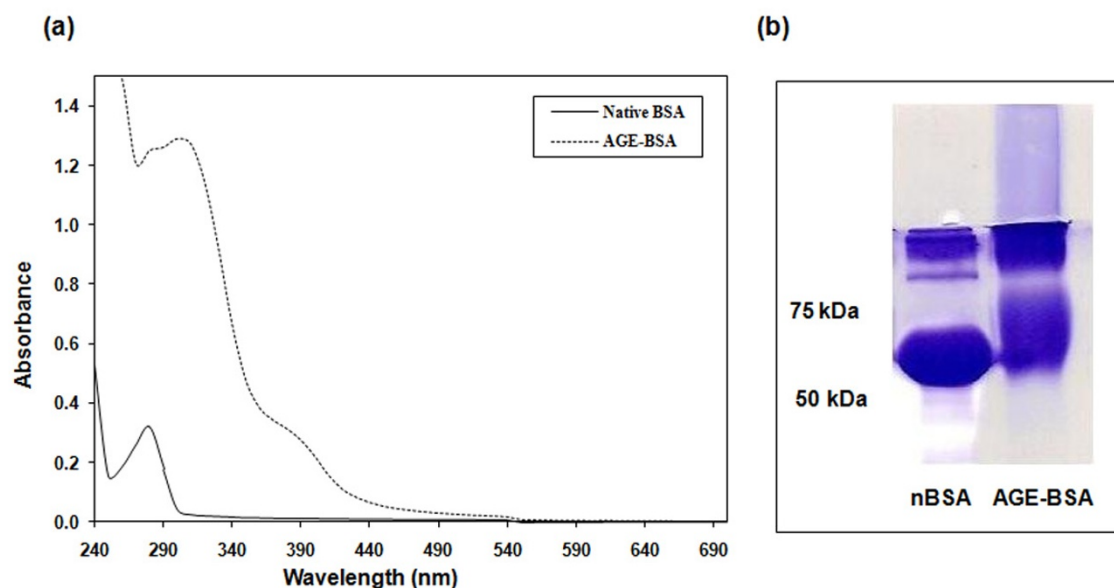 (a)
(b)
1.4
1.2
1.0
0.8
0.6
0.4
0.2
0.0
Absorbance
Native BSA
AGE-BSA
240 290 340 390 440 490 540 590 640 690
Wavelength (nm)
75 kDa
50 kDa
nBSA AGE-BSA